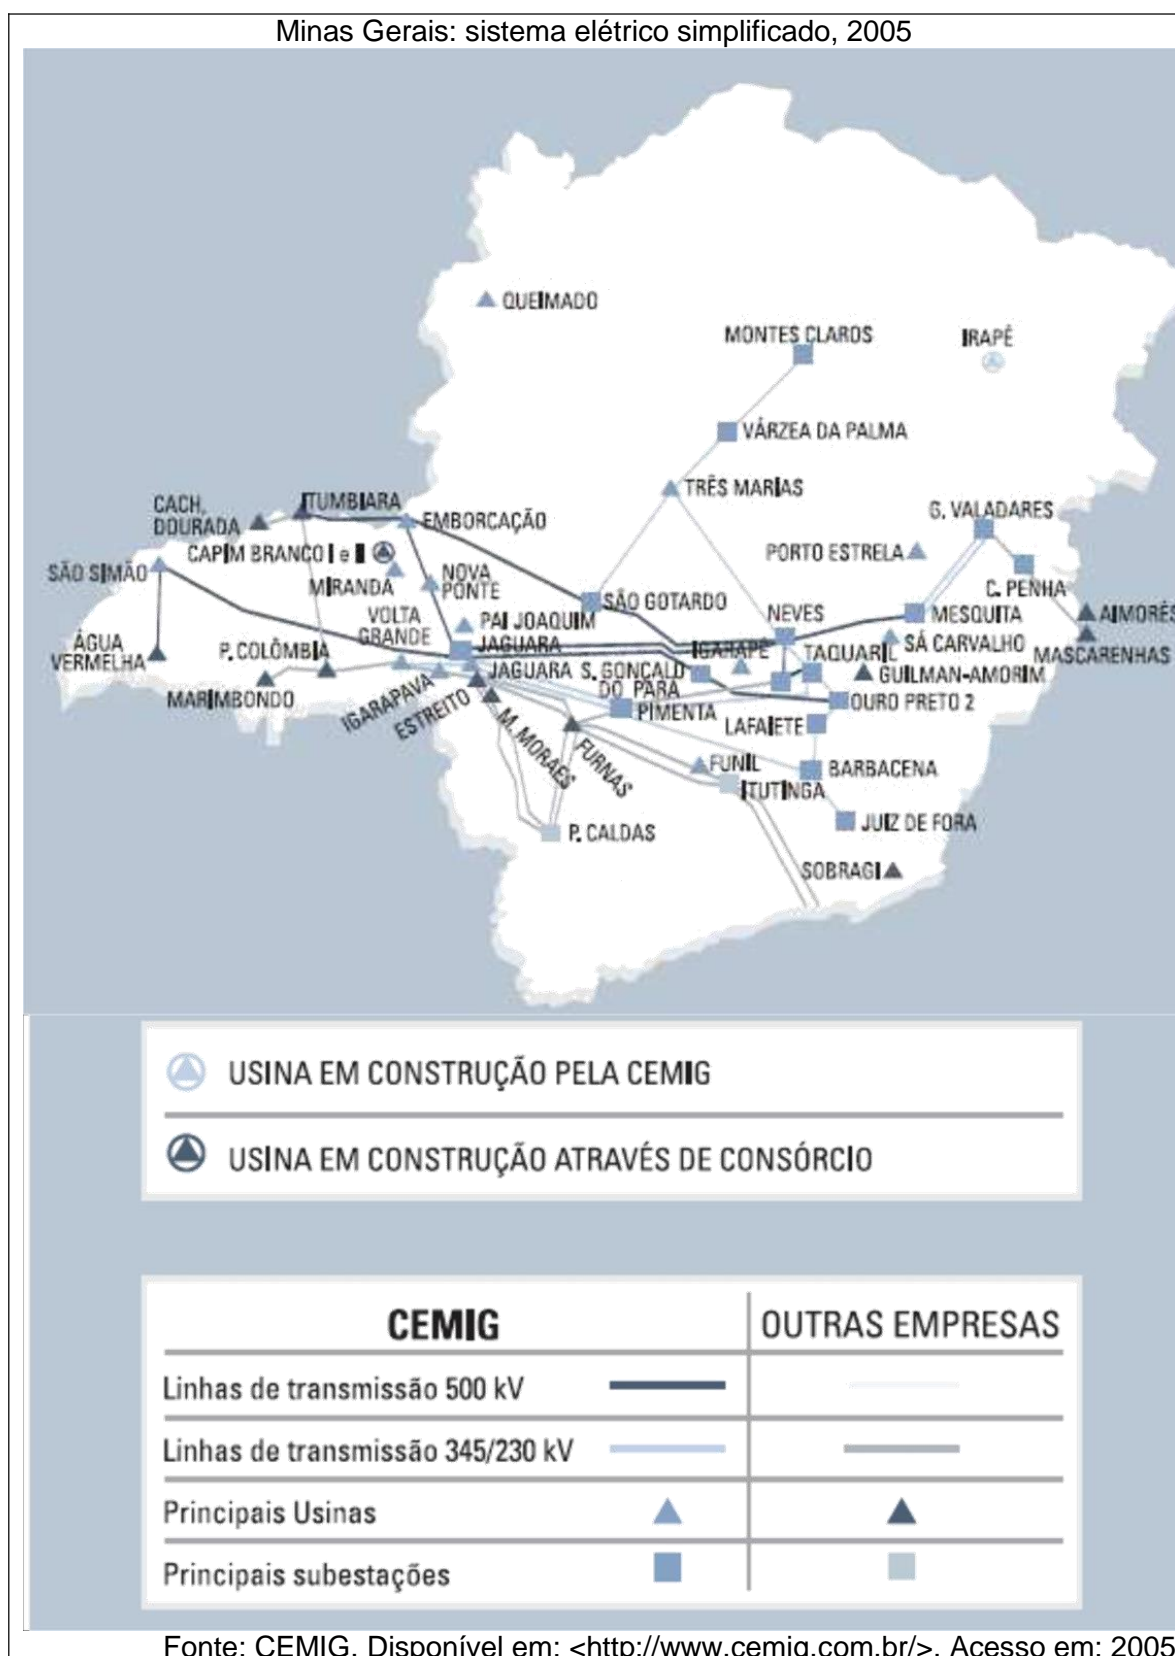 Minas Gerais: sistema elétrico simplificado, 2005
QUEIMADO
MONTES CLAROS
IRAPÉ
VÁRZEA DA PALMA
TRÊS MARIAS
CACH.
DOURADA
ITUMBIARA
EMBORCAÇÃO
G. VALADARES
CAPIM BRANCO I e II
PORTO ESTRELA
SÃO SIMÃO
MIRANDA
NOVA
PONTE
C. PENHA
SÃO GOTARDO
NEVES
MESQUITA
AIMORÉS
VOLTA
GRANDE
PAI JOAQUIM
JAGUARA
IGARAPÉ
TAQUARIL
SÁ CARVALHO
MASCARENHAS
ÁGUA
VERMELHA
P. COLÔMBIA
JAGUARA
S. GONÇALO
DO PARÁ
GUILMAN-AMORIM
MARIMBONDO
IGARAPAVA
ESTREITO
M. MORAES
FURNAS
PIMENTA
OURO PRETO 2
LAFAIETE
FUNIL
BARBACENA
ITUTINGA
P. CALDAS
JUIZ DE FORA
SOBRAGI
USINA EM CONSTRUÇÃO PELA CEMIG
USINA EM CONSTRUÇÃO ATRAVÉS DE CONSÓRCIO
CEMIG
OUTRAS EMPRESAS
Linhas de transmissão 500 kV
Linhas de transmissão 345/230 kV
Principais Usinas
Principais subestações
Fonte: CEMIG. Disponível em: <http://www.cemig.com.br/>. Acesso em: 2005